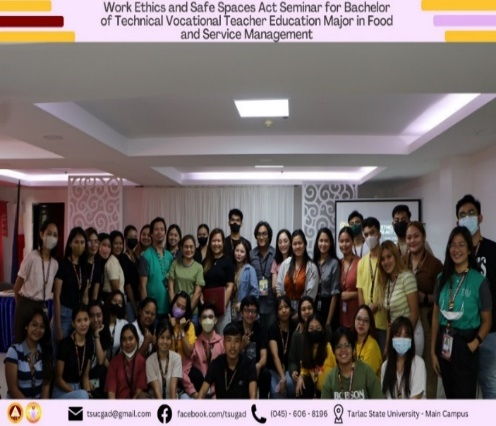 Work Ethics and Safe Spaces Act Seminar for Bachelor
of Technical Vocational Teacher Education Major in Food
and Service Management
tsucgad@gmail.com
facebook.com/tsugad
(045) - 606 - 8196
Tarlac State University - Main Campus